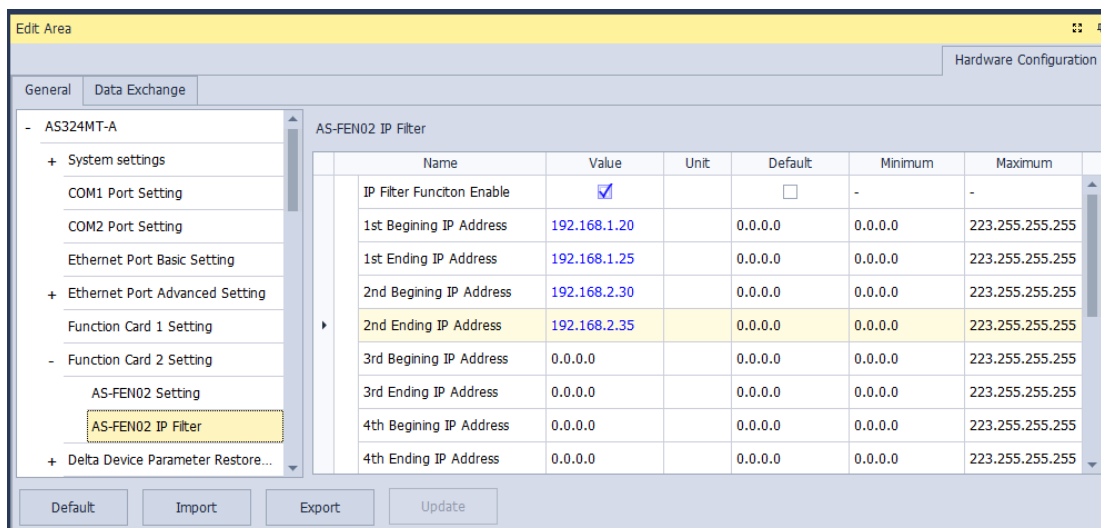 Edit Area
Hardware Configuration
General Data Exchange
- AS324MT-A
+ System settings
COM1 Port Setting
COM2 Port Setting
Ethernet Port Basic Setting
+ Ethernet Port Advanced Setting
Function Card 1 Setting
- Function Card 2 Setting
AS-FEN02 Setting
AS-FEN02 IP Filter
+ Delta Device Parameter Restore...
AS-FEN02 IP Filter
Name Value Unit Default Minimum Maximum
IP Filter Funciton Enable - -
1st Begining IP Address 192.168.1.20 0.0.0.0 0.0.0.0 223.255.255.255
1st Ending IP Address 192.168.1.25 0.0.0.0 0.0.0.0 223.255.255.255
2nd Begining IP Address 192.168.2.30 0.0.0.0 0.0.0.0 223.255.255.255
2nd Ending IP Address 192.168.2.35 0.0.0.0 0.0.0.0 223.255.255.255
3rd Begining IP Address 0.0.0.0 0.0.0.0 0.0.0.0 223.255.255.255
3rd Ending IP Address 0.0.0.0 0.0.0.0 0.0.0.0 223.255.255.255
4th Begining IP Address 0.0.0.0 0.0.0.0 0.0.0.0 223.255.255.255
4th Ending IP Address 0.0.0.0 0.0.0.0 0.0.0.0 223.255.255.255
Default Import Export Update